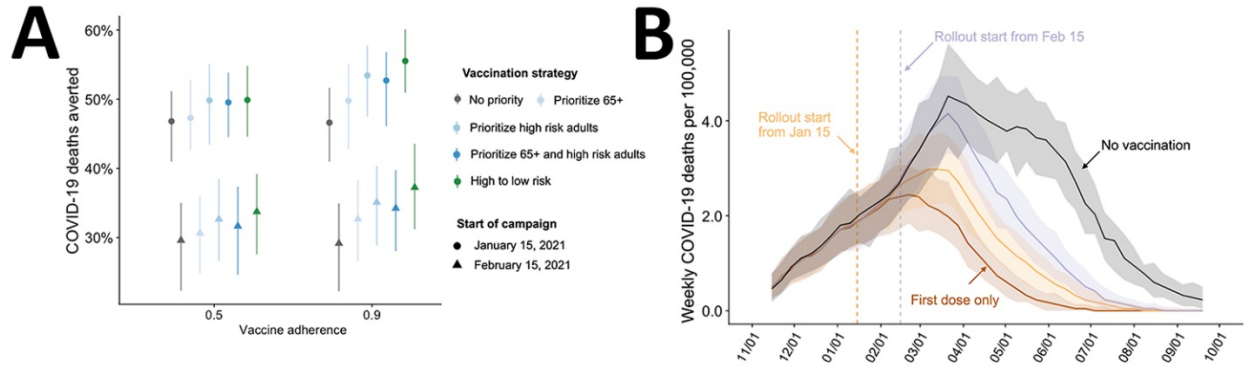 A
COVID-19 deaths averted
60%
50%
40%
30%
0.5
0.9
Vaccine adherence
Vaccination strategy
No priority
Prioritize 65+
Prioritize high risk adults
Prioritize 65+ and high risk adults
High to low risk
Start of campaign
January 15, 2021
February 15, 2021
B
Weekly COVID-19 deaths per 100,000
4.0
2.0
0.0
Rollout start from Feb 15
Rollout start
from Jan 15
No vaccination
First dose only
11/01
12/01
01/01
02/01
03/01
04/01
05/01
06/01
07/01
08/01
09/01
10/01